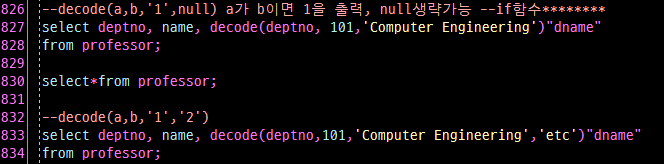 826 --decode(a,b,'1',null) a가 b이면 1을 출력, null생략가능 --if함수********
827 select deptno, name, decode(deptno, 101,'Computer Engineering')"dname"
828 from professor;
829
830 select*from professor;
831
832 --decode(a,b,'1','2')
833 select deptno, name, decode(deptno,101,'Computer Engineering','etc')"dname"
834 from professor;